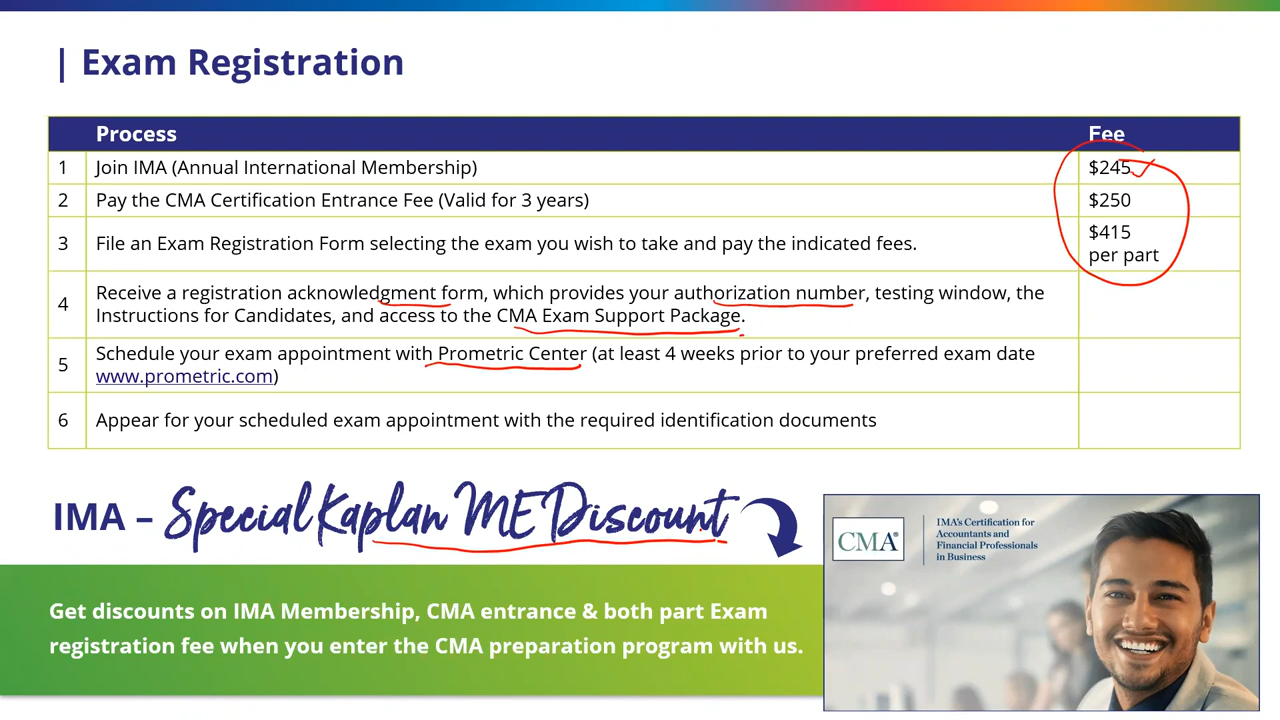 | Exam Registration
Process Fee
1 Join IMA (Annual International Membership) $245
2 Pay the CMA Certification Entrance Fee (Valid for 3 years) $250
3 File an Exam Registration Form selecting the exam you wish to take and pay the indicated fees. $415
per part
4 Receive a registration acknowledgment form, which provides your authorization number, testing window, the
Instructions for Candidates, and access to the CMA Exam Support Package.
5 Schedule your exam appointment with Prometric Center (at least 4 weeks prior to your preferred exam date
www.prometric.com)
6 Appear for your scheduled exam appointment with the required identification documents
IMA – Special Kaplan ME Discount
Get discounts on IMA Membership, CMA entrance & both part Exam
registration fee when you enter the CMA preparation program with us.
CMA®
IMA's Certification for
Accountants and
Financial Professionals
in Business